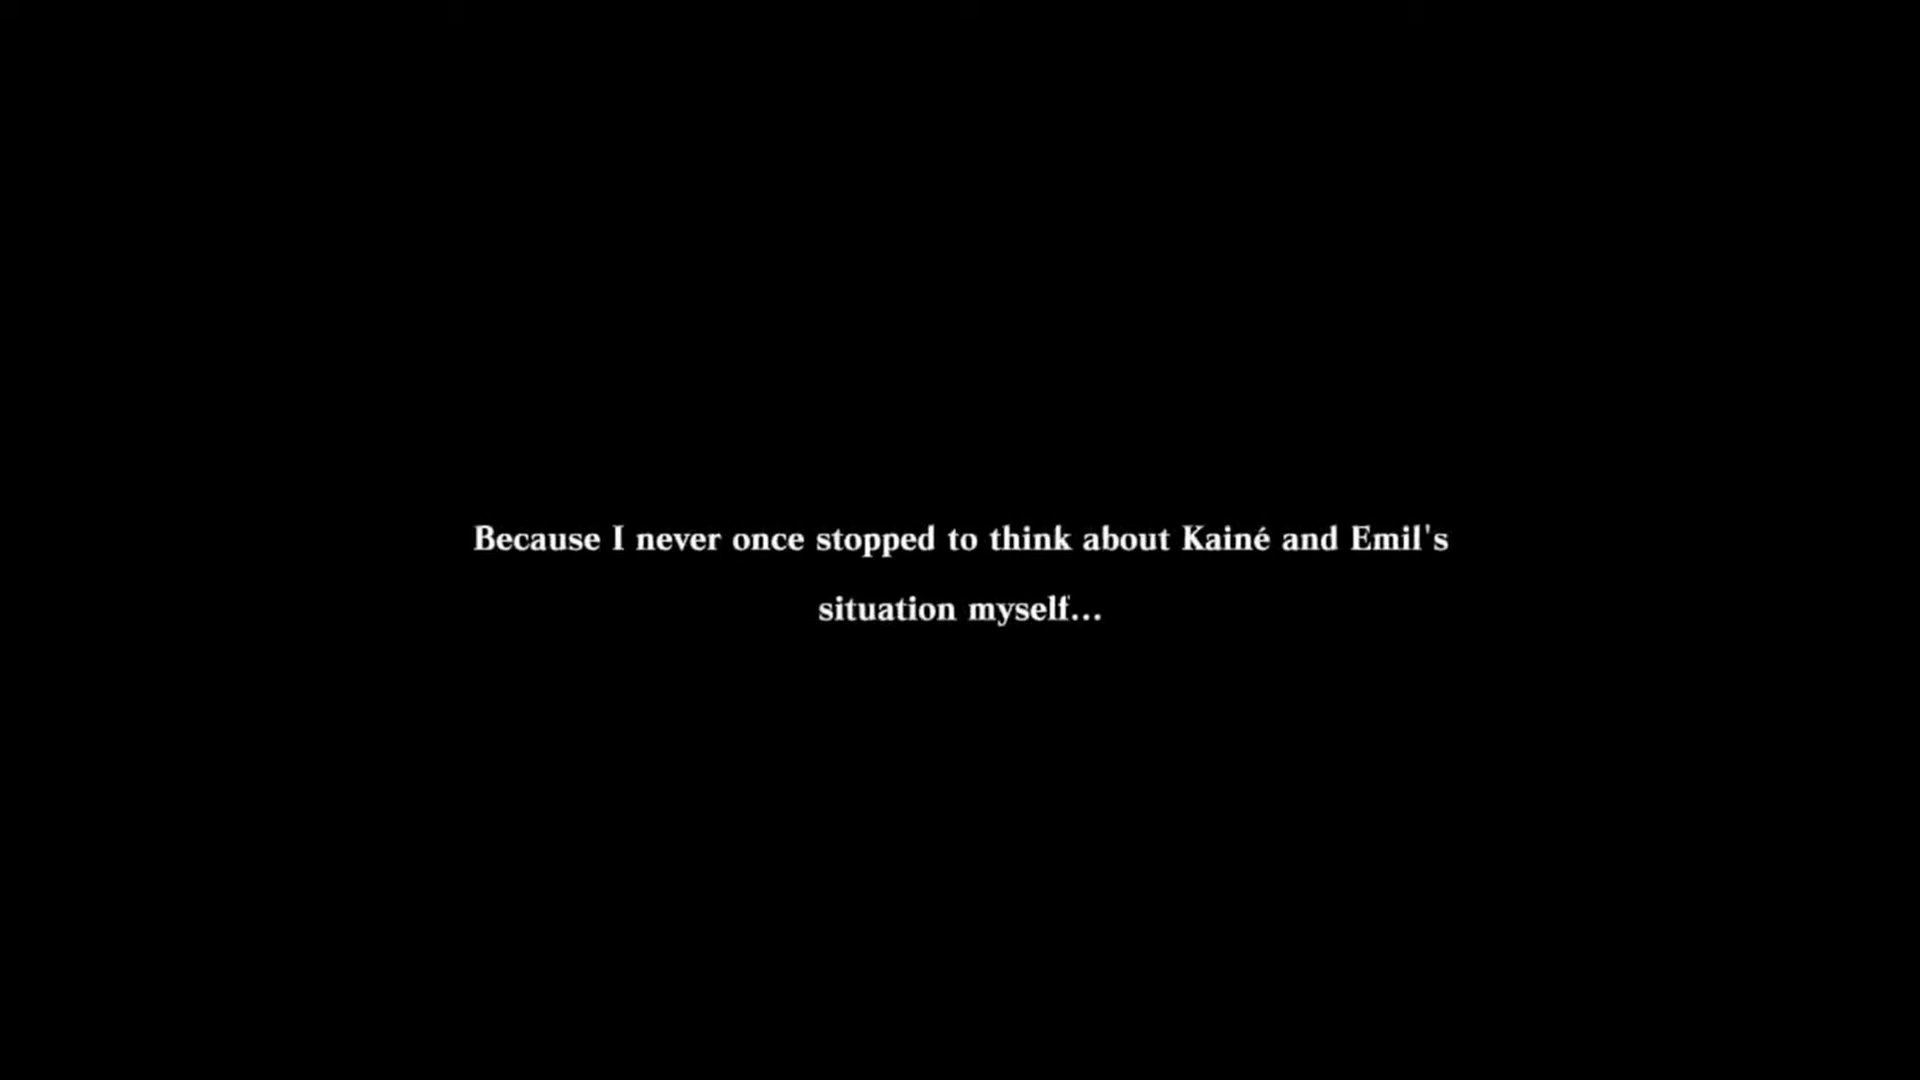 Because I never once stopped to think about Kainé and Emil's
situation myself...